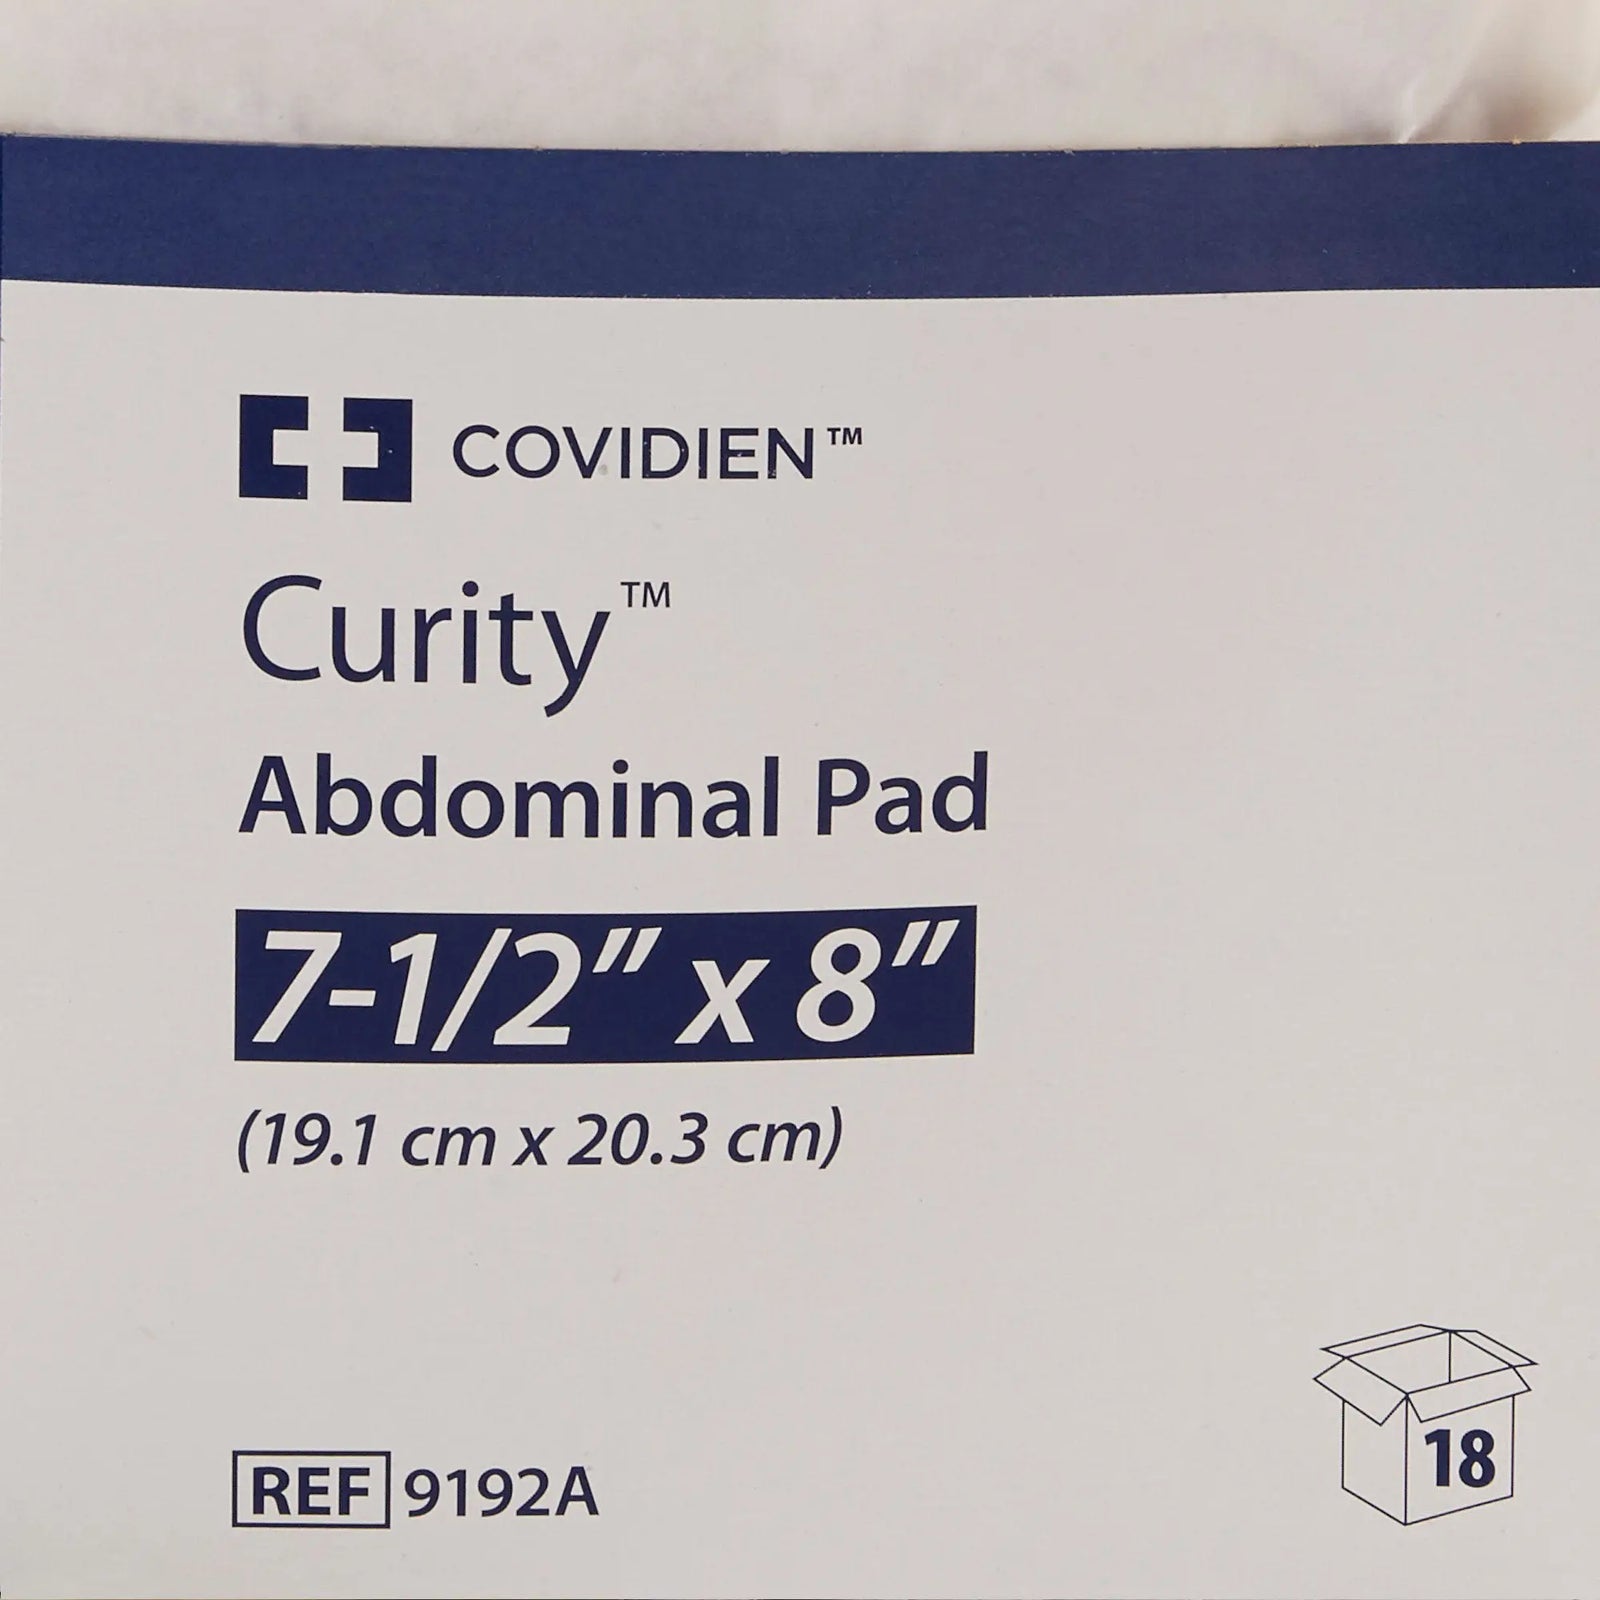 COVIDIEN™
Curity™
Abdominal Pad
7-1/2" x 8"
(19.1 cm x 20.3 cm)
18
REF 9192A